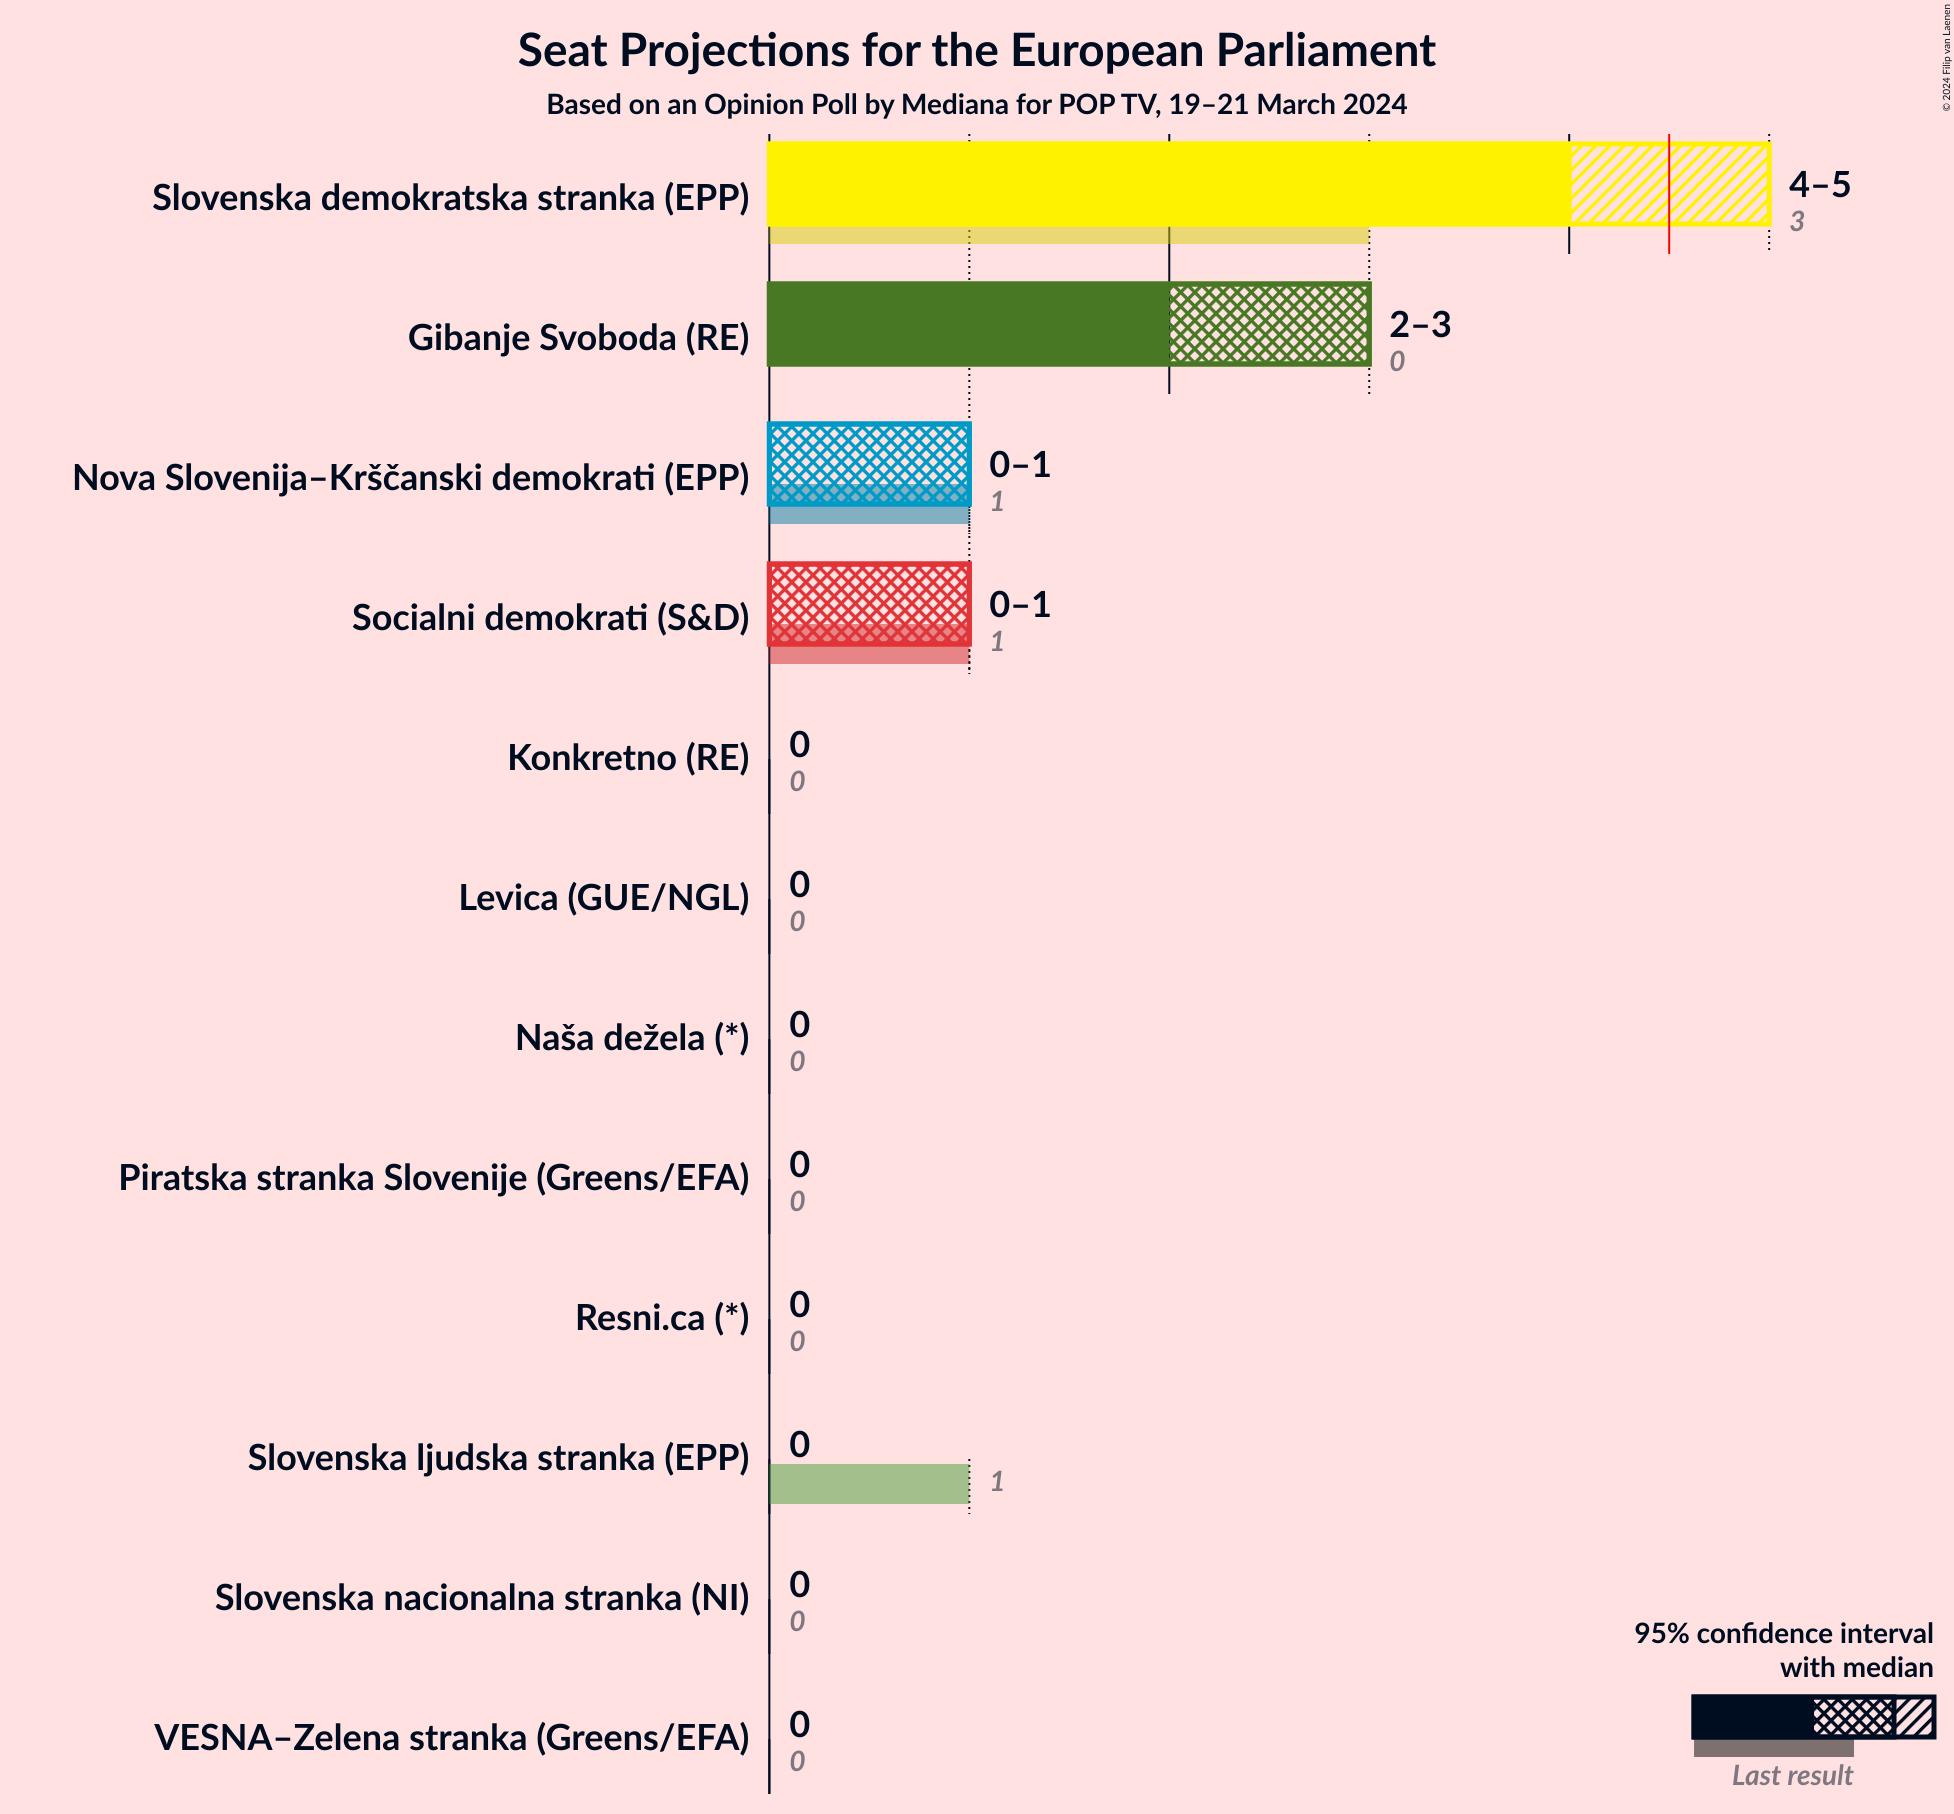 Seat Projections for the European Parliament
Based on an Opinion Poll by Mediana for POP TV, 19–21 March 2024
© 2024 Filip van Laenen
Slovenska demokratska stranka (EPP)
4–5
3
Gibanje Svoboda (RE)
2–3
0
Nova Slovenija–Krščanski demokrati (EPP)
0–1
1
Socialni demokrati (S&D)
0–1
1
Konkretno (RE)
0
0
Levica (GUE/NGL)
0
0
Naša dežela (*)
0
0
Piratska stranka Slovenije (Greens/EFA)
0
0
Resni.ca (*)
0
0
Slovenska ljudska stranka (EPP)
0
1
Slovenska nacionalna stranka (NI)
0
0
VESNA–Zelena stranka (Greens/EFA)
0
0
95% confidence interval
with median
Last result